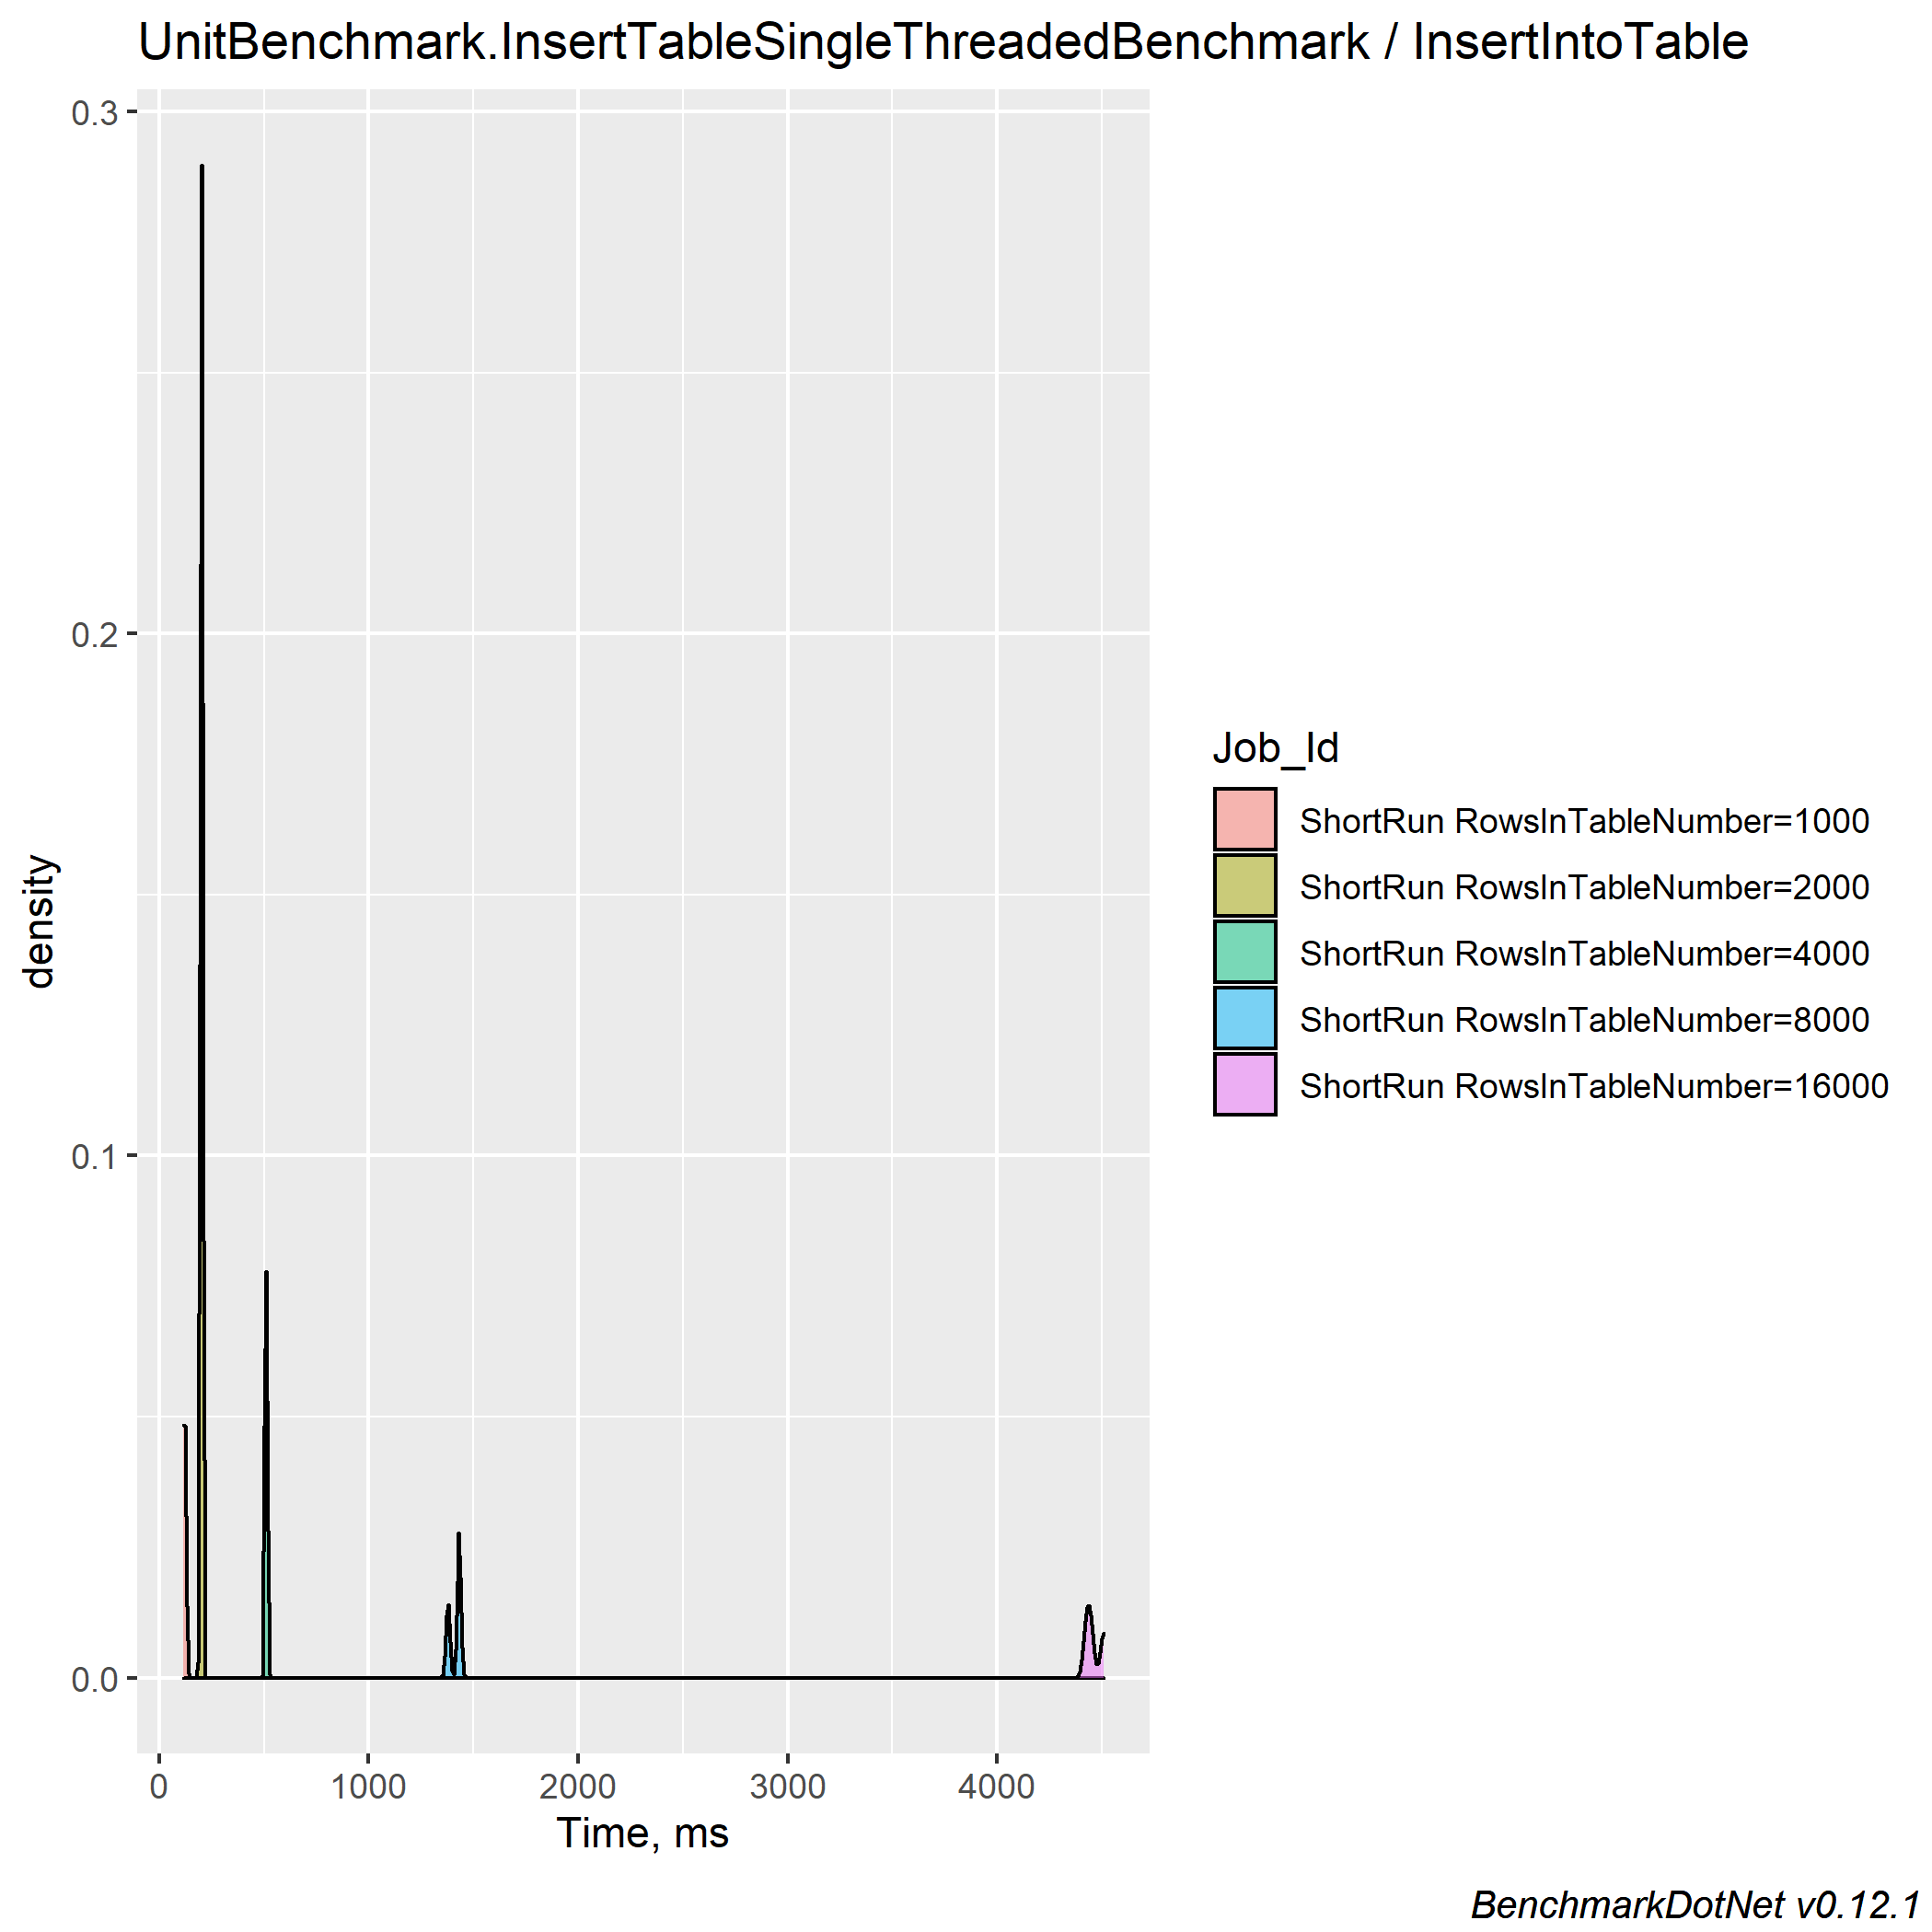 UnitBenchmark.InsertTableSingleThreadedBenchmark / InsertIntoTable
0.3
0.2
0.1
0.0
density
0 1000 2000 3000 4000
Time, ms
Job_Id
ShortRun RowsInTableNumber=1000
ShortRun RowsInTableNumber=2000
ShortRun RowsInTableNumber=4000
ShortRun RowsInTableNumber=8000
ShortRun RowsInTableNumber=16000
BenchmarkDotNet v0.12.1